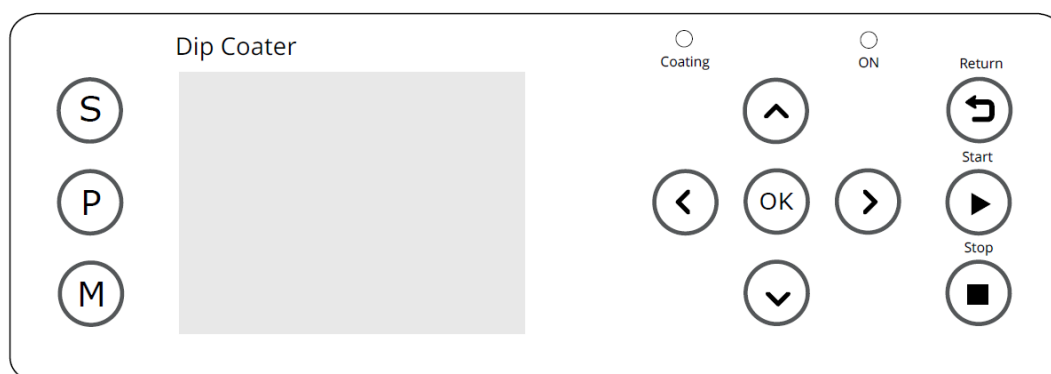 Dip Coater
Coating
ON
Return
S
P
M
OK
Start
Stop